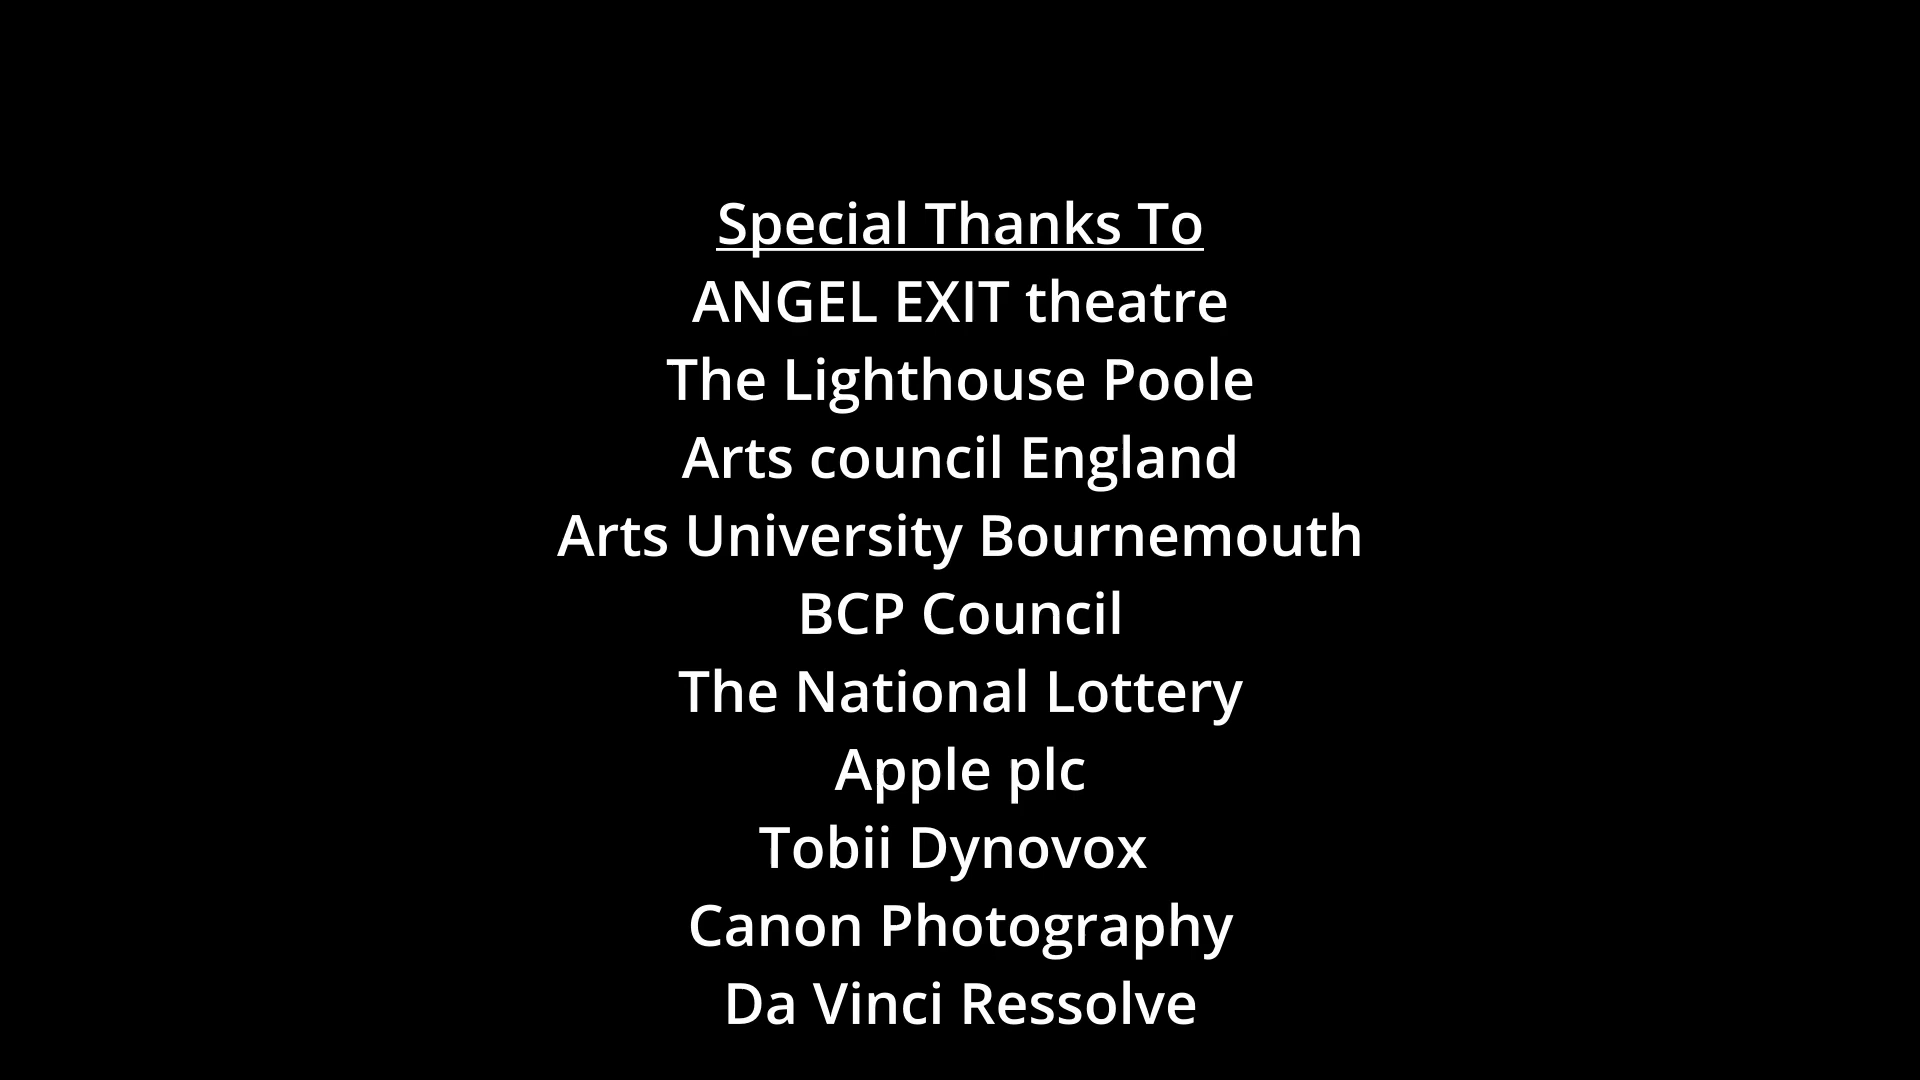 Special Thanks To
ANGEL EXIT theatre
The Lighthouse Poole
Arts council England
Arts University Bournemouth
BCP Council
The National Lottery
Apple plc
Tobii Dynovox
Canon Photography
Da Vinci Ressolve